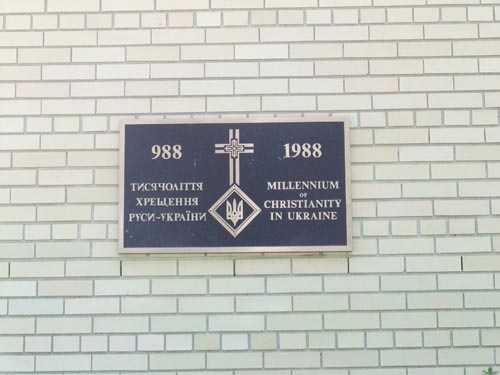 988
ТИСЯЧОЛІТТЯ
ХРЕЩЕННЯ
РУСИ-УКРАЇНИ
1988
MILLENNIUM
OF
CHRISTIANITY
IN UKRAINE